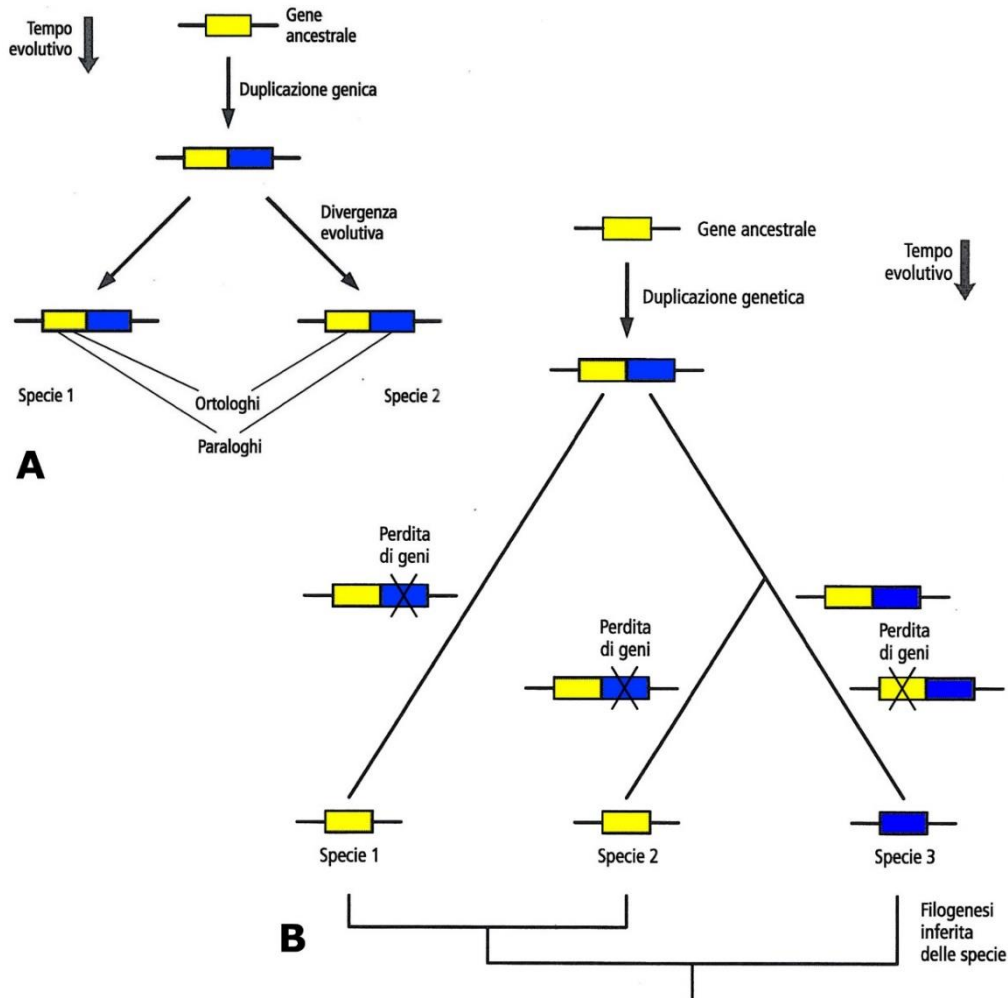 Tempo
evolutivo
Gene
ancestrale
Duplicazione genica
Divergenza
evolutiva
Specie 1
Ortologhi
Specie 2
Paraloghi
A
Gene ancestrale
Tempo
evolutivo
Duplicazione genetica
Perdita
di geni
Perdita
di geni
Perdita
di geni
Specie 1
Specie 2
Specie 3
B
Filogenesi
inferita
delle specie